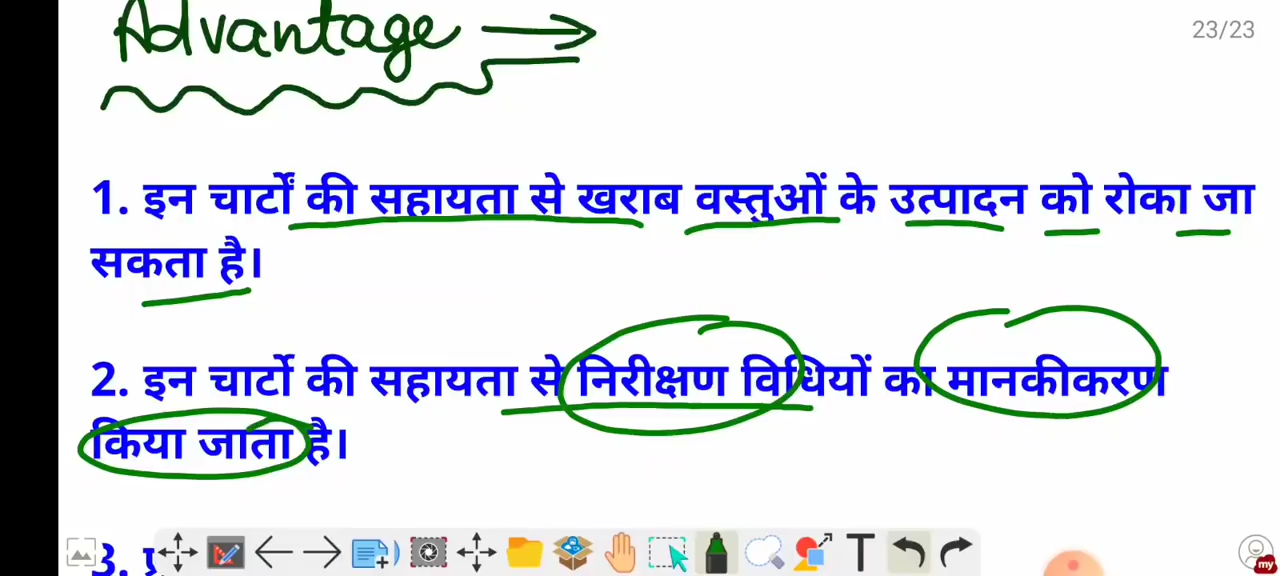 Advantage
23/23
1. इन चार्टों की सहायता से खराब वस्तुओं के उत्पादन को रोका जा
सकता है।
2. इन चार्टो की सहायता से निरीक्षण विधियों का मानकीकरण
किया जाता है।
3.
T
my